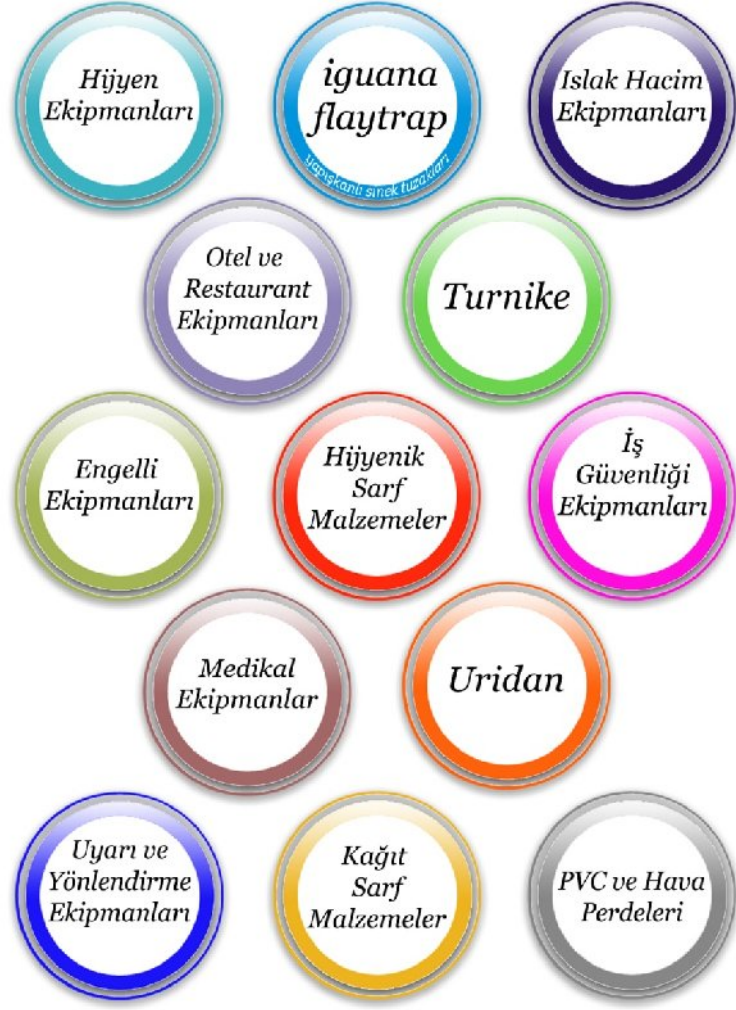 Hijyen
Ekipmanları
iguana
flaytrap
yapışkanlı sinek tuzakları
Islak Hacim
Ekipmanları
Otel ve
Restaurant
Ekipmanları
Turnike
Engelli
Ekipmanları
Hijyenik
Sarf
Malzemeler
İş
Güvenliği
Ekipmanları
Medikal
Ekipmanlar
Uridan
Uyarı ve
Yönlendirme
Ekipmanları
Kağıt
Sarf
Malzemeler
PVC ve Hava
Perdeleri